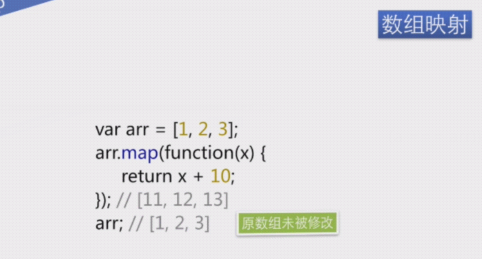 数组映射
var arr = [1, 2, 3];
arr.map(function(x) {
return x + 10;
}); // [11, 12, 13]
arr; // [1, 2, 3] 原数组未被修改